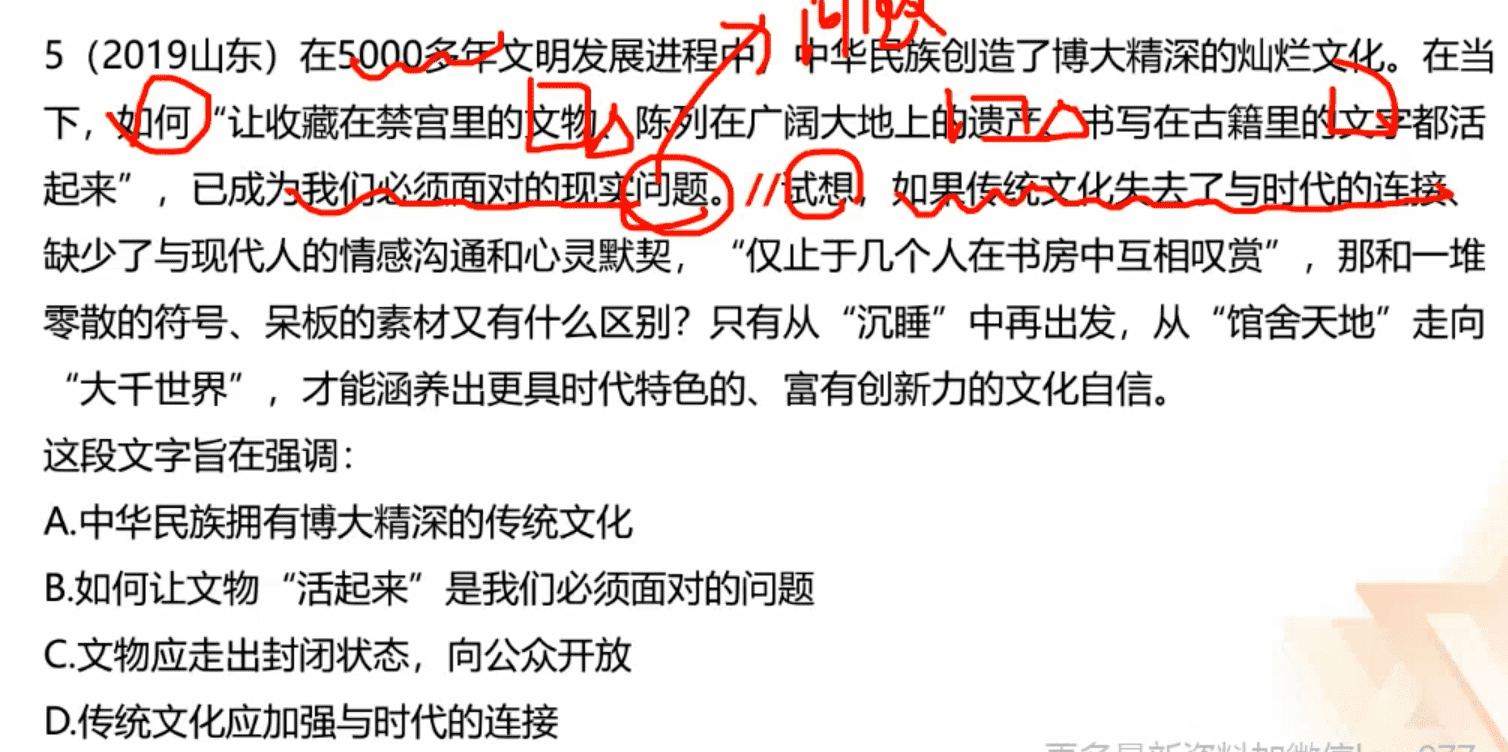 5（2019山东）在5000多年文明发展进程中，中华民族创造了博大精深的灿烂文化。在当
下，如何“让收藏在禁宫里的文物、陈列在广阔大地上的遗产、书写在古籍里的文字都活
起来”，已成为我们必须面对的现实问题。//试想，如果传统文化失去了与时代的连接、
缺少了与现代人的情感沟通和心灵默契，“仅止于几个人在书房中互相叹赏”，那和一堆
零散的符号、呆板的素材又有什么区别？只有从“沉睡”中再出发，从“馆舍天地”走向
“大千世界”，才能涵养出更具时代特色的、富有创新力的文化自信。
这段文字旨在强调：
A.中华民族拥有博大精深的传统文化
B.如何让文物“活起来”是我们必须面对的问题
C.文物应走出封闭状态，向公众开放
D.传统文化应加强与时代的连接